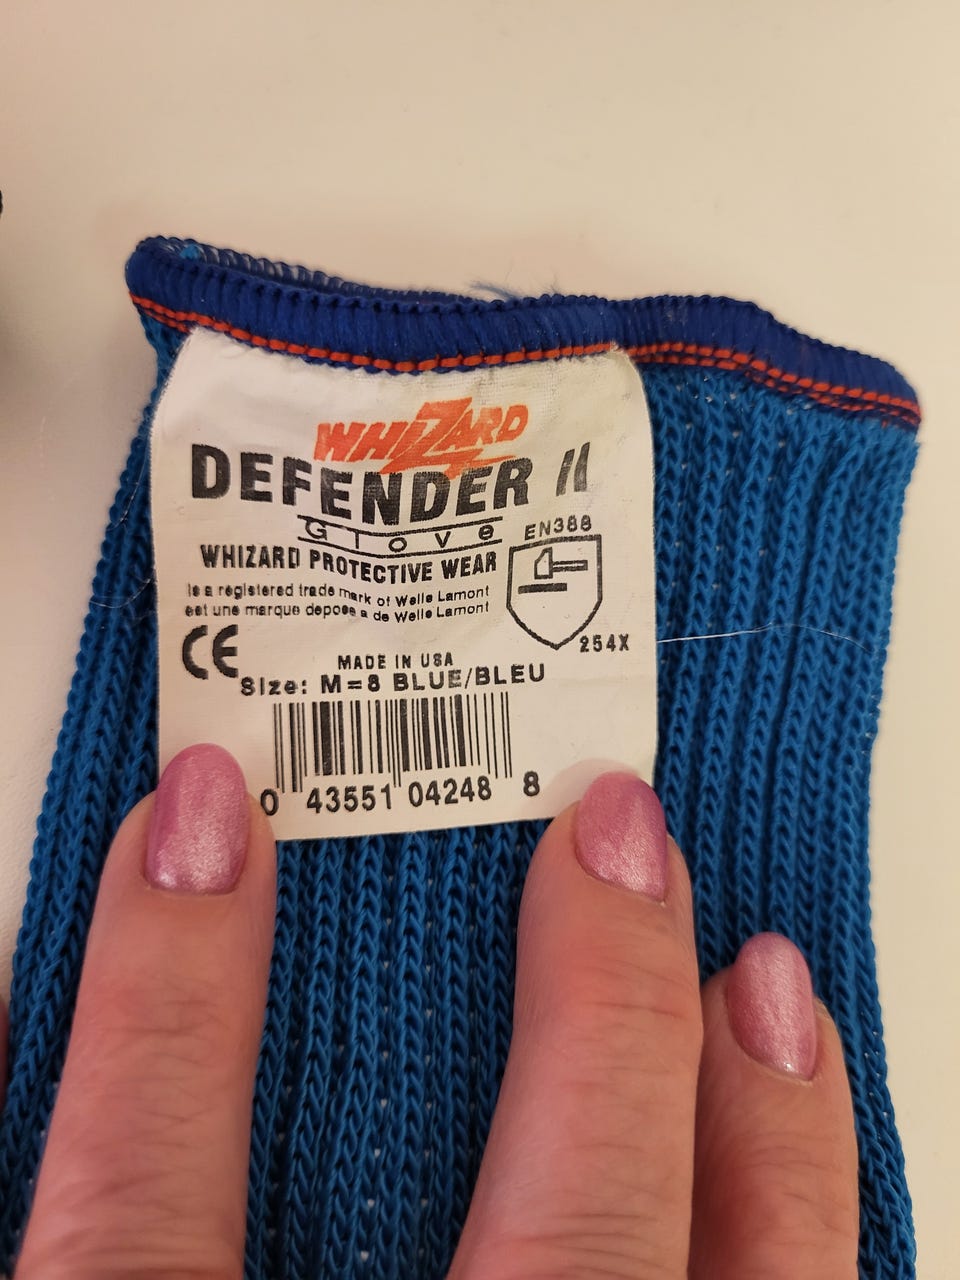 WHIZARD
DEFENDER II
Glove
EN388
WHIZARD PROTECTIVE WEAR
Is a registered trade mark of Wells Lamont
est une marque depose a de Wells Lamont
254X
CE
MADE IN USA
Size: M=8 BLUE/BLEU
0 43551 04248 8